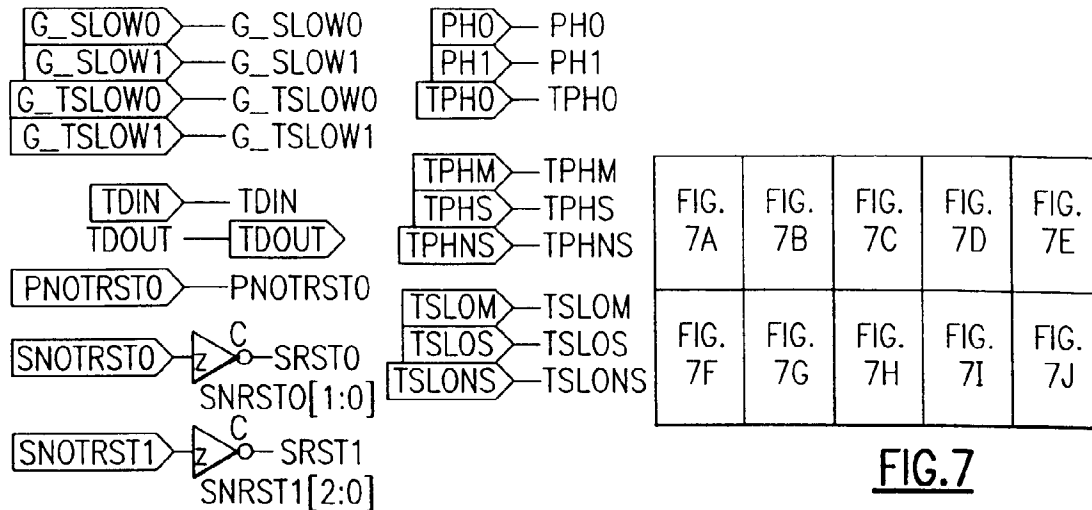 G_SLOW0 G_SLOW0
G_SLOW1 G_SLOW1
G_TSLOW0 G_TSLOW0
G_TSLOW1 G_TSLOW1
TDIN TDIN
TDOUT TDOUT
PNOTRST0 PNOTRST0
SNOTRST0 Z C SRST0
SNRST0[1:0]
SNOTRST1 Z C SRST1
SNRST1[2:0]
PH0 PH0
PH1 PH1
TPH0 TPH0
TPHM TPHM
TPHS TPHS
TPHNS TPHNS
TSLOM TSLOM
TSLOS TSLOS
TSLONS TSLONS
FIG. 7A
FIG. 7B
FIG. 7C
FIG. 7D
FIG. 7E
FIG. 7F
FIG. 7G
FIG. 7H
FIG. 7I
FIG. 7J
FIG.7